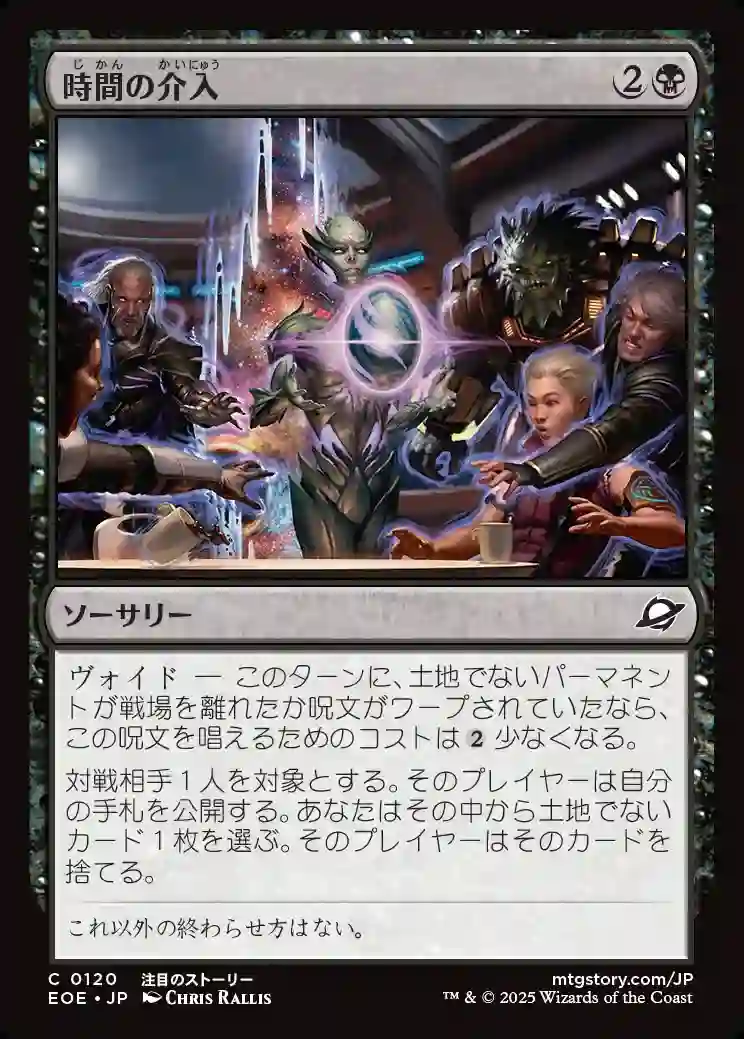 じかん かいにゅう
時間の介入 2
ソーサリー
ヴォイド ― このターンに、土地でないパーマネン
トが戦場を離れたか呪文がワープされていたなら、
この呪文を唱えるためのコストは 2 少なくなる。
対戦相手1人を対象とする。そのプレイヤーは自分
の手札を公開する。あなたはその中から土地でない
カード1枚を選ぶ。そのプレイヤーはそのカードを
捨てる。
これ以外の終わらせ方はない。
C 0120 注目のストーリー mtgstory.com/JP
EOE • JP Chris Rallis ™ & © 2025 Wizards of the Coast